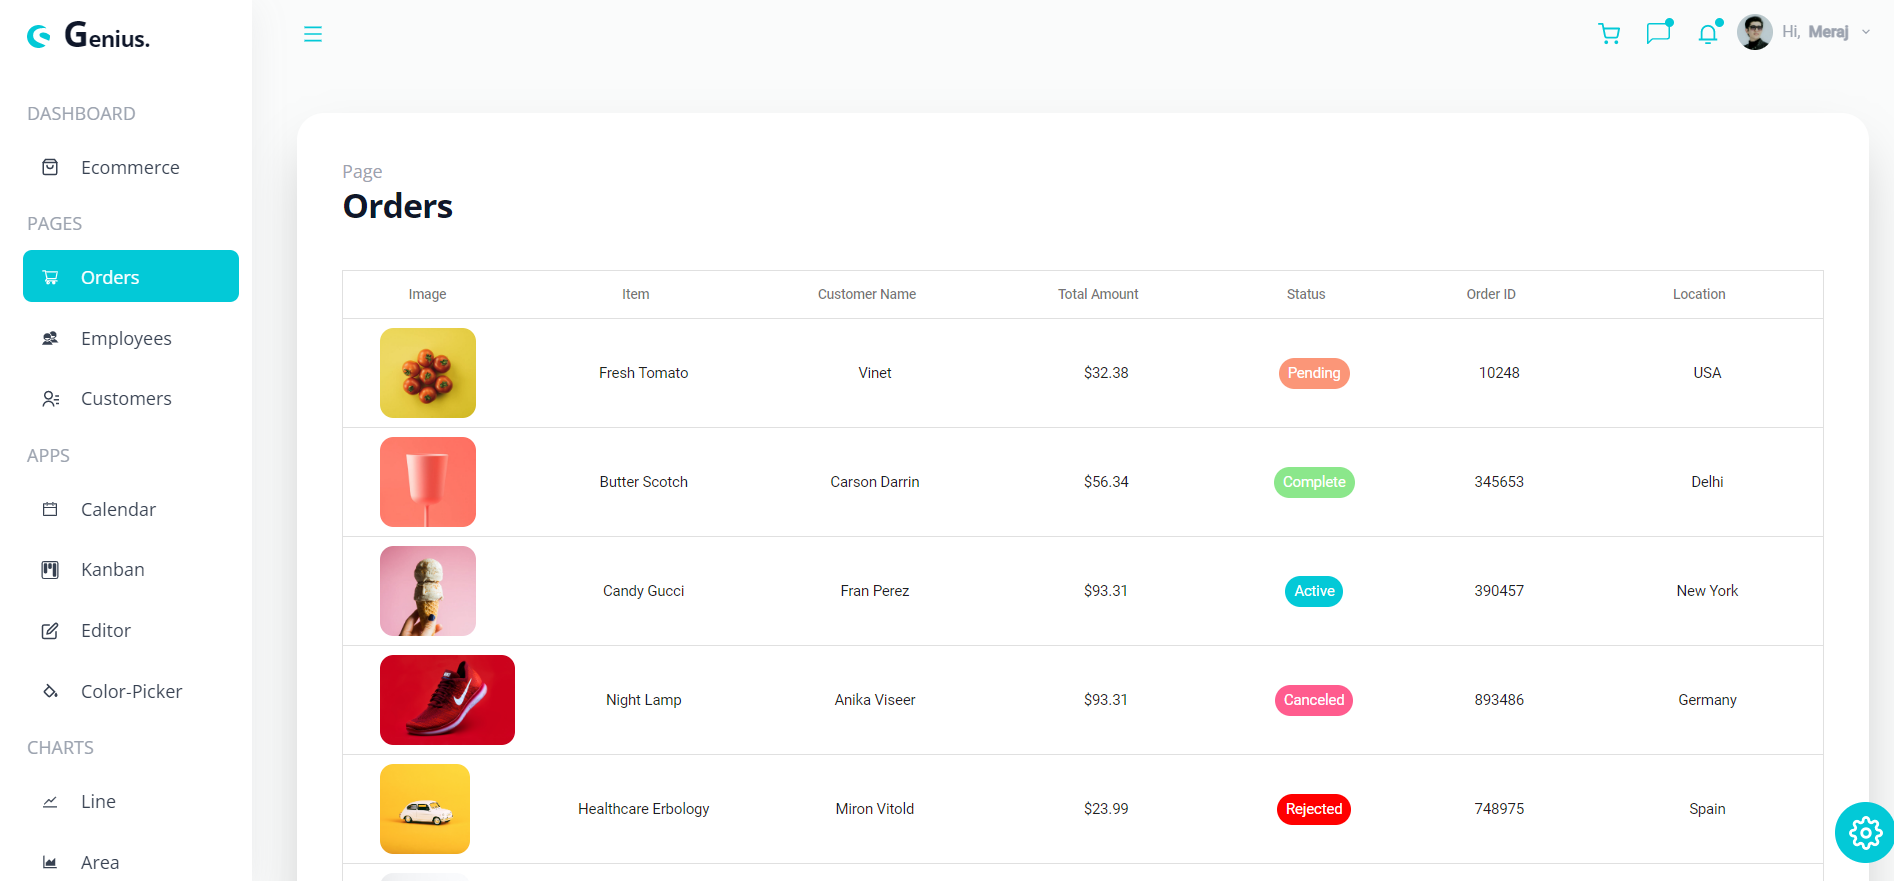 Genius.
Hi, Meraj
DASHBOARD
Ecommerce
PAGES
Orders
Employees
Customers
APPS
Calendar
Kanban
Editor
Color-Picker
CHARTS
Line
Area
Page
Orders
Image Item Customer Name Total Amount Status Order ID Location
Fresh Tomato Vinet $32.38 Pending 10248 USA
Butter Scotch Carson Darrin $56.34 Complete 345653 Delhi
Candy Gucci Fran Perez $93.31 Active 390457 New York
Night Lamp Anika Viseer $93.31 Canceled 893486 Germany
Healthcare Erbology Miron Vitold $23.99 Rejected 748975 Spain